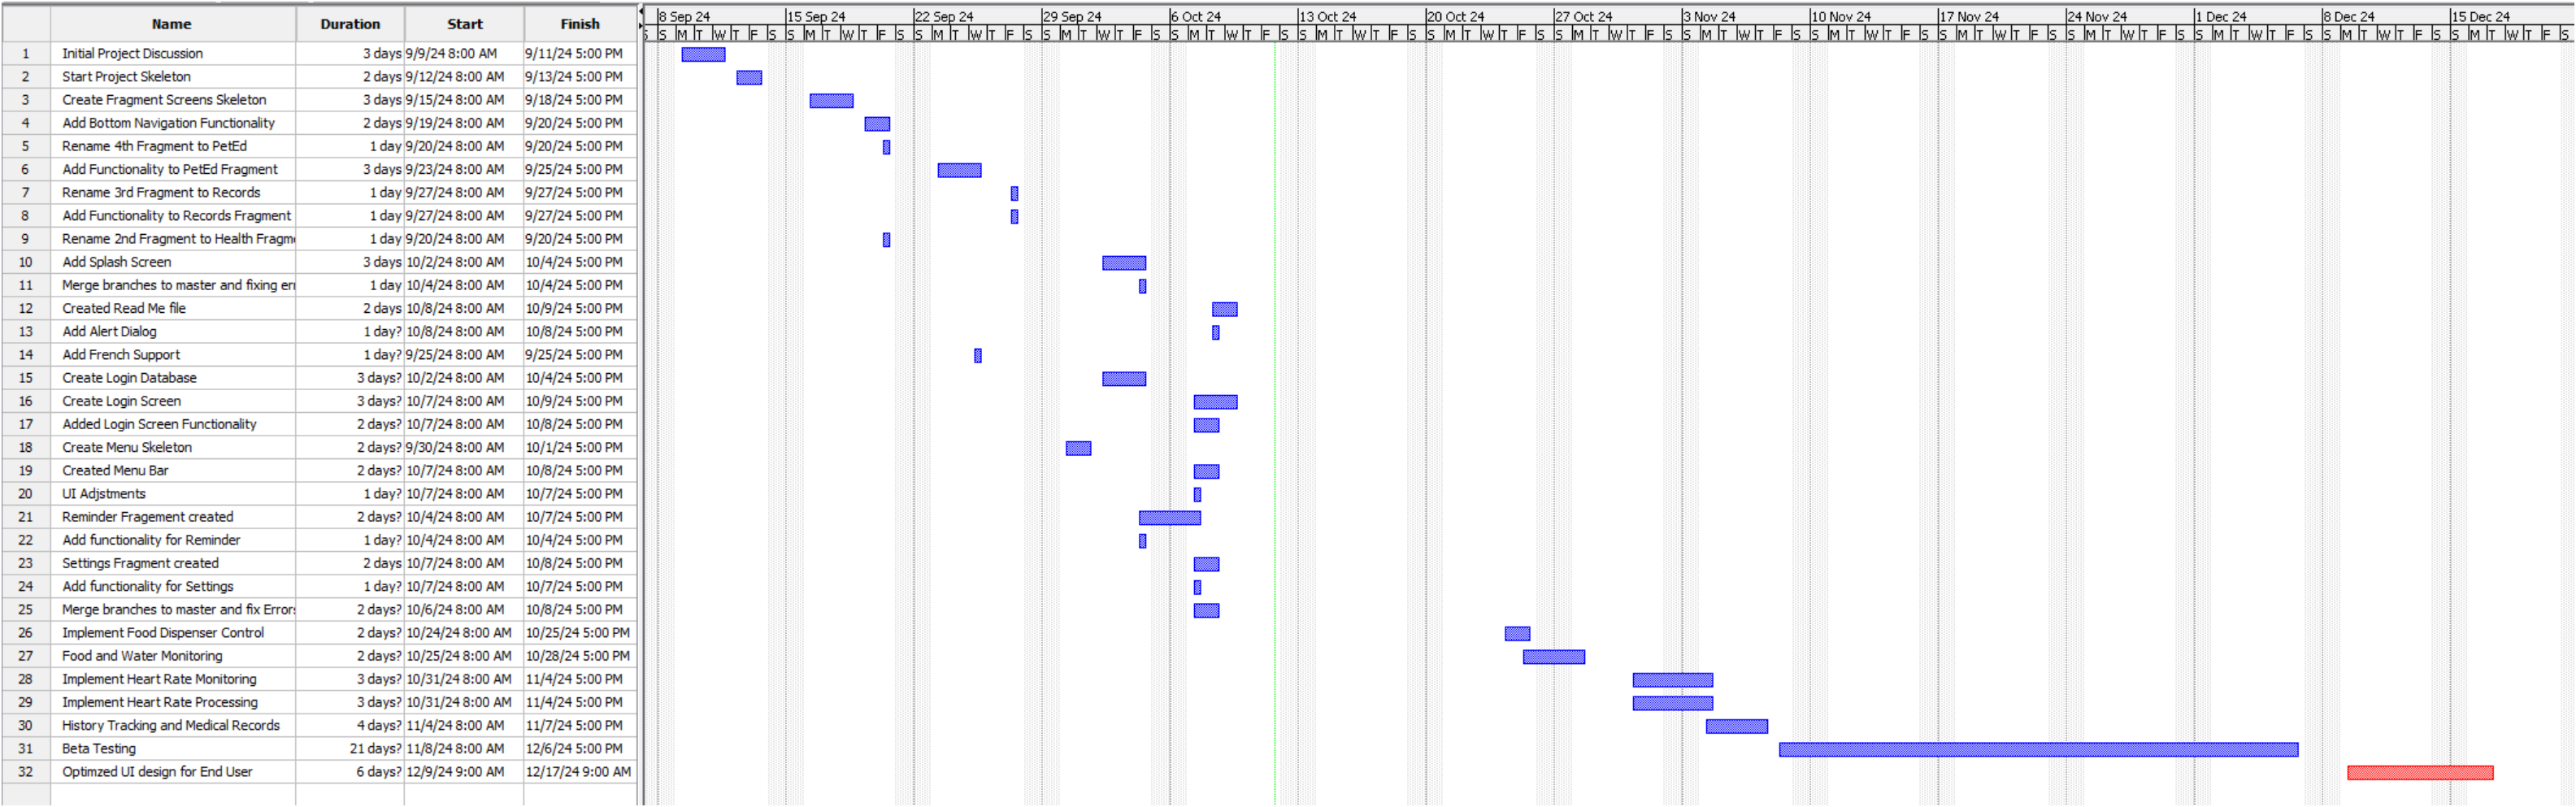 Name Duration Start Finish 8 Sep 24 15 Sep 24 22 Sep 24 29 Sep 24 6 Oct 24 13 Oct 24 20 Oct 24 27 Oct 24 3 Nov 24 10 Nov 24 17 Nov 24 24 Nov 24 1 Dec 24 8 Dec 24 15 Dec 24
S S M T W T F S S M T W T F S S M T W T F S S M T W T F S S M T W T F S S M T W T F S S M T W T F S S M T W T F S S M T W T F S S M T W T F S S M T W T F S S M T W T F S S M T W T F S S M T W T F S S M T W T F S
1 Initial Project Discussion 3 days 9/9/24 8:00 AM 9/11/24 5:00 PM
2 Start Project Skeleton 2 days 9/12/24 8:00 AM 9/13/24 5:00 PM
3 Create Fragment Screens Skeleton 3 days 9/15/24 8:00 AM 9/18/24 5:00 PM
4 Add Bottom Navigation Functionality 2 days 9/19/24 8:00 AM 9/20/24 5:00 PM
5 Rename 4th Fragment to PetEd 1 day 9/20/24 8:00 AM 9/20/24 5:00 PM
6 Add Functionality to PetEd Fragment 3 days 9/23/24 8:00 AM 9/25/24 5:00 PM
7 Rename 3rd Fragment to Records 1 day 9/27/24 8:00 AM 9/27/24 5:00 PM
8 Add Functionality to Records Fragment 1 day 9/27/24 8:00 AM 9/27/24 5:00 PM
9 Rename 2nd Fragment to Health Fragm 1 day 9/20/24 8:00 AM 9/20/24 5:00 PM
10 Add Splash Screen 3 days 10/2/24 8:00 AM 10/4/24 5:00 PM
11 Merge branches to master and fixing err 1 day 10/4/24 8:00 AM 10/4/24 5:00 PM
12 Created Read Me file 2 days 10/8/24 8:00 AM 10/9/24 5:00 PM
13 Add Alert Dialog 1 day? 10/8/24 8:00 AM 10/8/24 5:00 PM
14 Add French Support 1 day? 9/25/24 8:00 AM 9/25/24 5:00 PM
15 Create Login Database 3 days? 10/2/24 8:00 AM 10/4/24 5:00 PM
16 Create Login Screen 3 days? 10/7/24 8:00 AM 10/9/24 5:00 PM
17 Added Login Screen Functionality 2 days? 10/7/24 8:00 AM 10/8/24 5:00 PM
18 Create Menu Skeleton 2 days? 9/30/24 8:00 AM 10/1/24 5:00 PM
19 Created Menu Bar 2 days? 10/7/24 8:00 AM 10/8/24 5:00 PM
20 UI Adjstments 1 day? 10/7/24 8:00 AM 10/7/24 5:00 PM
21 Reminder Fragement created 2 days? 10/4/24 8:00 AM 10/7/24 5:00 PM
22 Add functionality for Reminder 1 day? 10/4/24 8:00 AM 10/4/24 5:00 PM
23 Settings Fragment created 2 days 10/7/24 8:00 AM 10/8/24 5:00 PM
24 Add functionality for Settings 1 day? 10/7/24 8:00 AM 10/7/24 5:00 PM
25 Merge branches to master and fix Errors 2 days? 10/6/24 8:00 AM 10/8/24 5:00 PM
26 Implement Food Dispenser Control 2 days? 10/24/24 8:00 AM 10/25/24 5:00 PM
27 Food and Water Monitoring 2 days? 10/25/24 8:00 AM 10/28/24 5:00 PM
28 Implement Heart Rate Monitoring 3 days? 10/31/24 8:00 AM 11/4/24 5:00 PM
29 Implement Heart Rate Processing 3 days? 10/31/24 8:00 AM 11/4/24 5:00 PM
30 History Tracking and Medical Records 4 days? 11/4/24 8:00 AM 11/7/24 5:00 PM
31 Beta Testing 21 days? 11/8/24 8:00 AM 12/6/24 5:00 PM
32 Optimzed UI design for End User 6 days? 12/9/24 9:00 AM 12/17/24 9:00 AM